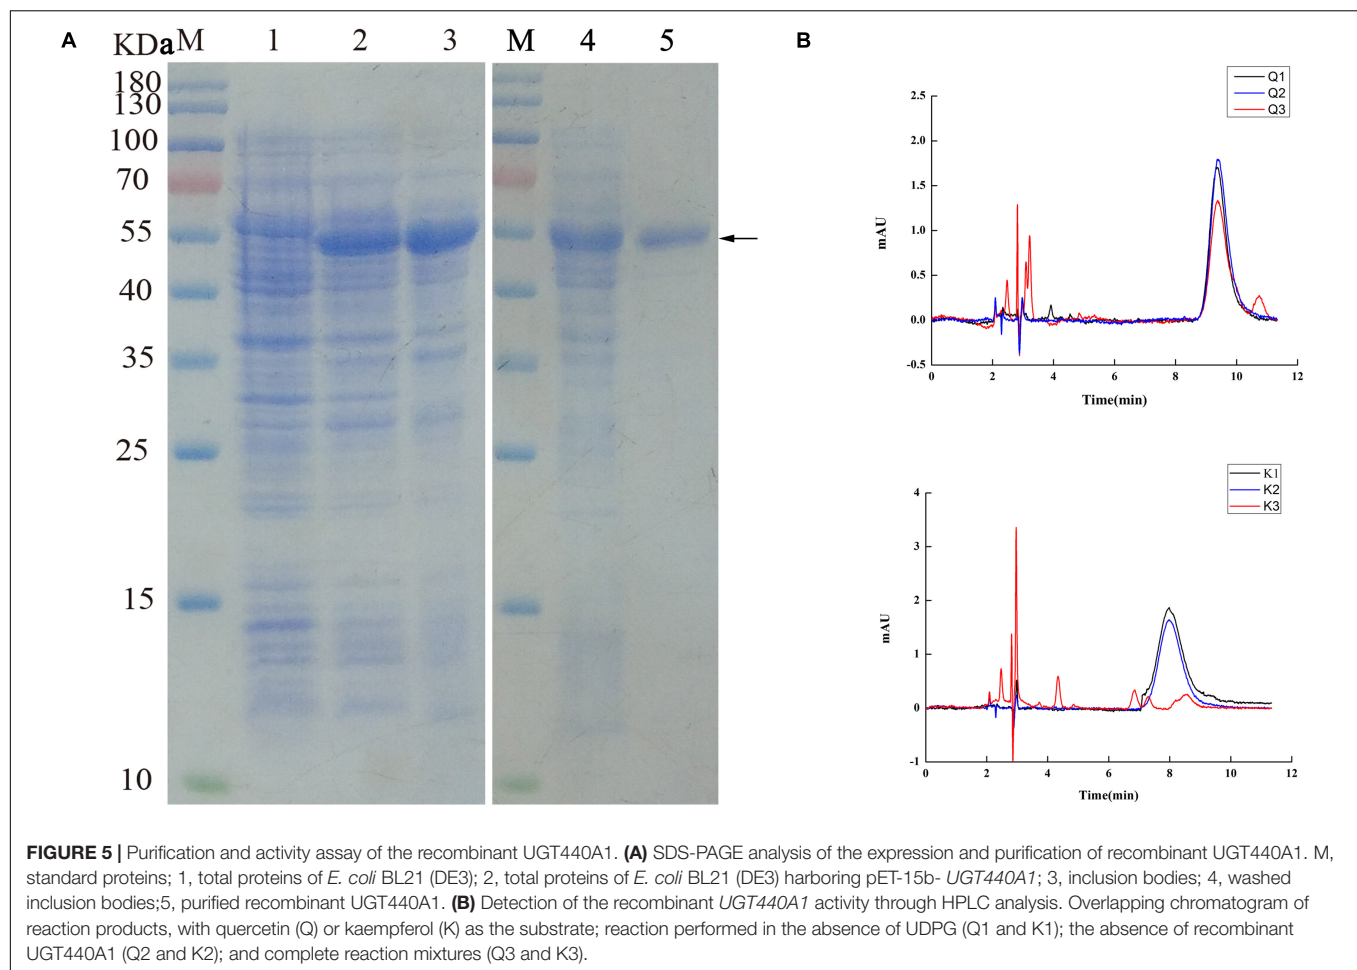 A
KDa M 1 2 3 M 4 5
180
130
100
70
55
40
35
25
15
10
B
Q1
Q2
Q3
2.5
2.0
1.5
1.0
0.5
0.0
-0.5
mAU
0 2 4 6 8 10 12
Time(min)
K1
K2
K3
4
3
2
1
0
-1
mAU
0 2 4 6 8 10 12
Time(min)
FIGURE 5 | Purification and activity assay of the recombinant UGT440A1. (A) SDS-PAGE analysis of the expression and purification of recombinant UGT440A1. M,
standard proteins; 1, total proteins of E. coli BL21 (DE3); 2, total proteins of E. coli BL21 (DE3) harboring pET-15b- UGT440A1; 3, inclusion bodies; 4, washed
inclusion bodies;5, purified recombinant UGT440A1. (B) Detection of the recombinant UGT440A1 activity through HPLC analysis. Overlapping chromatogram of
reaction products, with quercetin (Q) or kaempferol (K) as the substrate; reaction performed in the absence of UDPG (Q1 and K1); the absence of recombinant
UGT440A1 (Q2 and K2); and complete reaction mixtures (Q3 and K3).